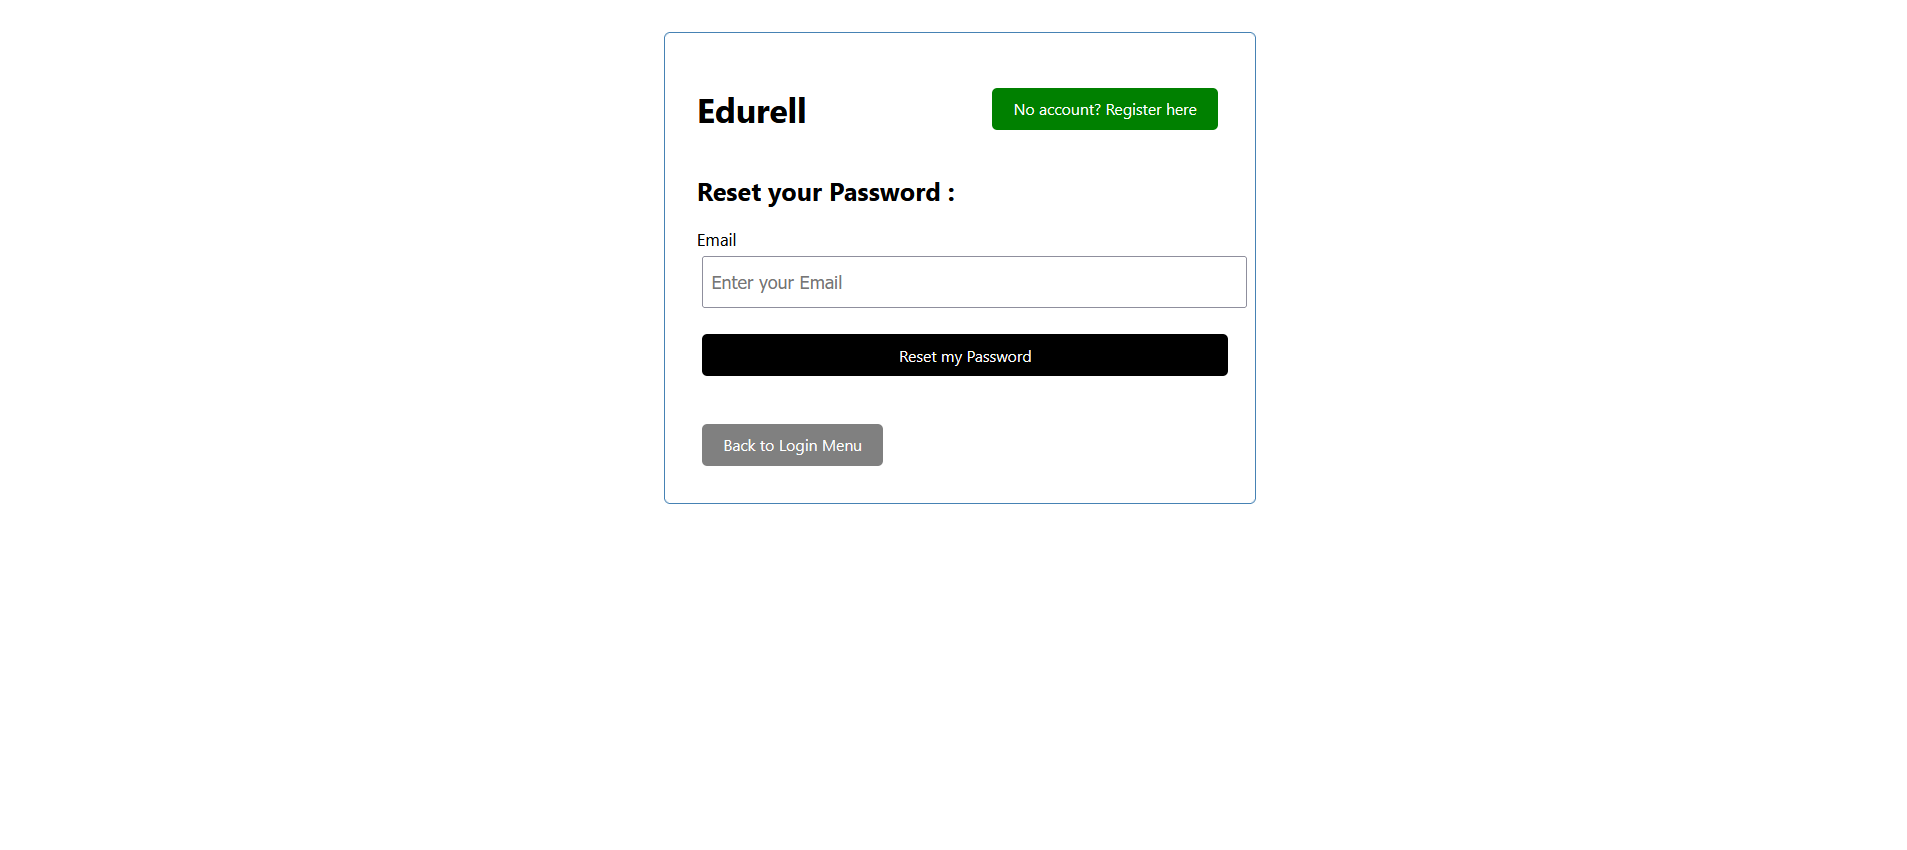 Edurell
No account? Register here
Reset your Password :
Email
Enter your Email
Reset my Password
Back to Login Menu